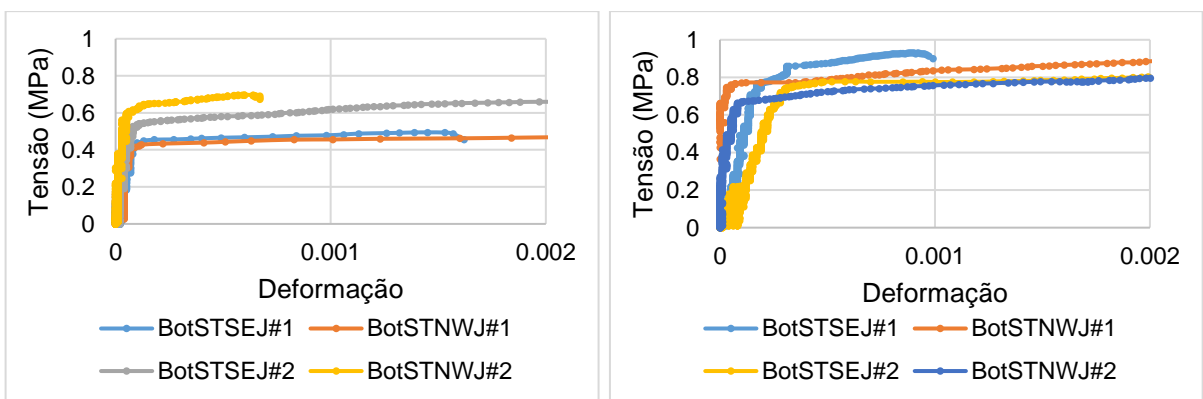 Tensão (MPa)
1
0.8
0.6
0.4
0.2
0
0 0.001 0.002
Deformação
BotSTSEJ#1 BotSTNWJ#1
BotSTSEJ#2 BotSTNWJ#2
Tensão (MPa)
1
0.8
0.6
0.4
0.2
0
0 0.001 0.002
Deformação
BotSTSEJ#1 BotSTNWJ#1
BotSTSEJ#2 BotSTNWJ#2